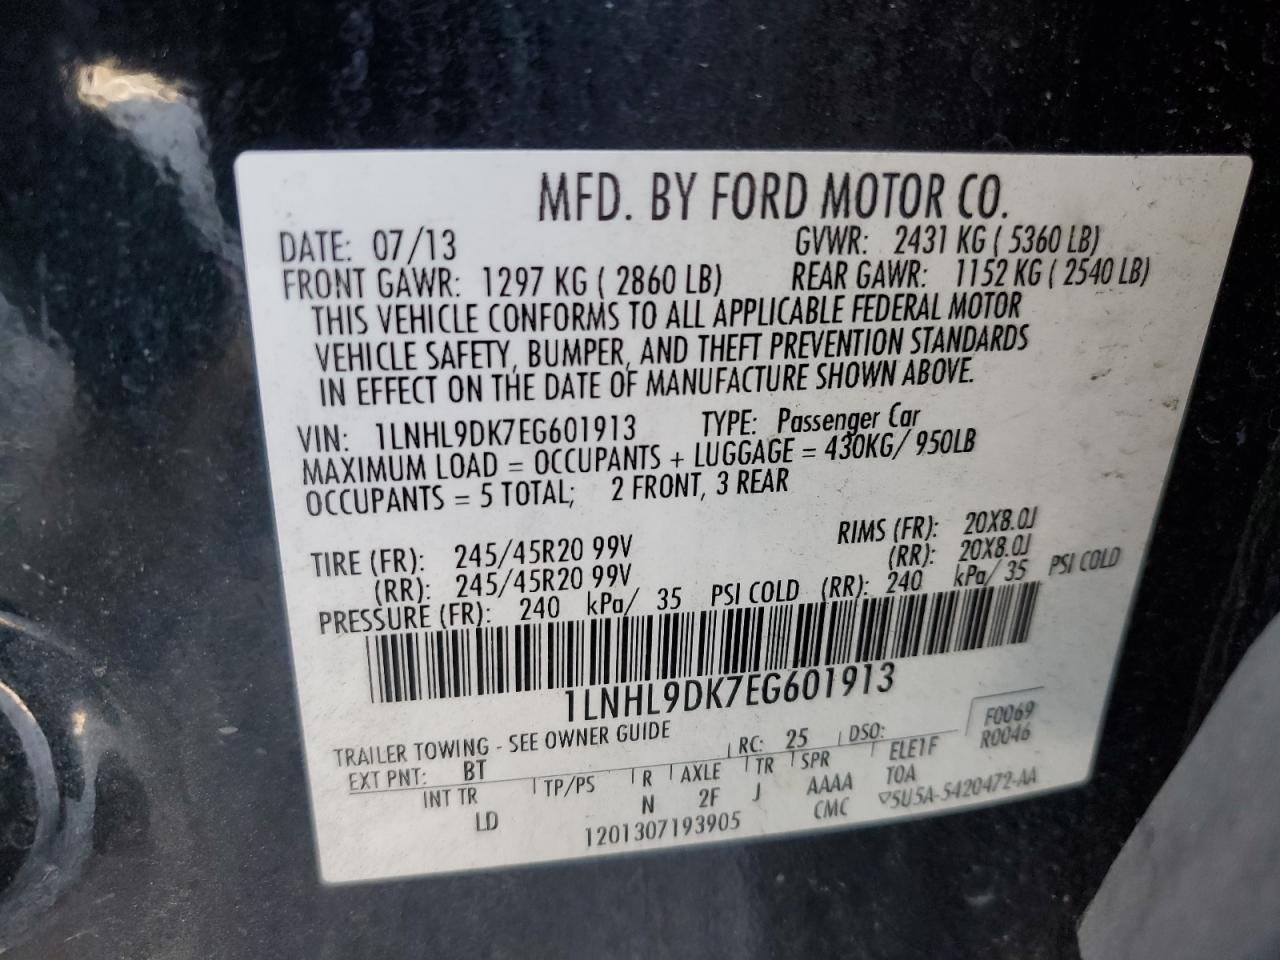 MFD. BY FORD MOTOR CO.
DATE: 07/13 GVWR: 2431 KG ( 5360 LB)
FRONT GAWR: 1297 KG ( 2860 LB) REAR GAWR: 1152 KG ( 2540 LB)
THIS VEHICLE CONFORMS TO ALL APPLICABLE FEDERAL MOTOR
VEHICLE SAFETY, BUMPER, AND THEFT PREVENTION STANDARDS
IN EFFECT ON THE DATE OF MANUFACTURE SHOWN ABOVE.
VIN: 1LNHL9DK7EG601913 TYPE: Passenger Car
MAXIMUM LOAD = OCCUPANTS + LUGGAGE = 430KG/ 950LB
OCCUPANTS = 5 TOTAL; 2 FRONT, 3 REAR
TIRE (FR): 245/45R20 99V RIMS (FR): 20X8.0J
(RR): 245/45R20 99V (RR): 20X8.0J
PRESSURE (FR): 240 kPa/ 35 PSI COLD (RR): 240 kPa/ 35 PSI COLD
1LNHL9DK7EG601913
TRAILER TOWING - SEE OWNER GUIDE F0069
EXT PNT: BT RC: 25 DSO: R0046
INT TR TP/PS R AXLE TR SPR ELE1F
LD N 2F J AAAA TOA
1201307193905 CMC ▽5U5A-5420472-AA